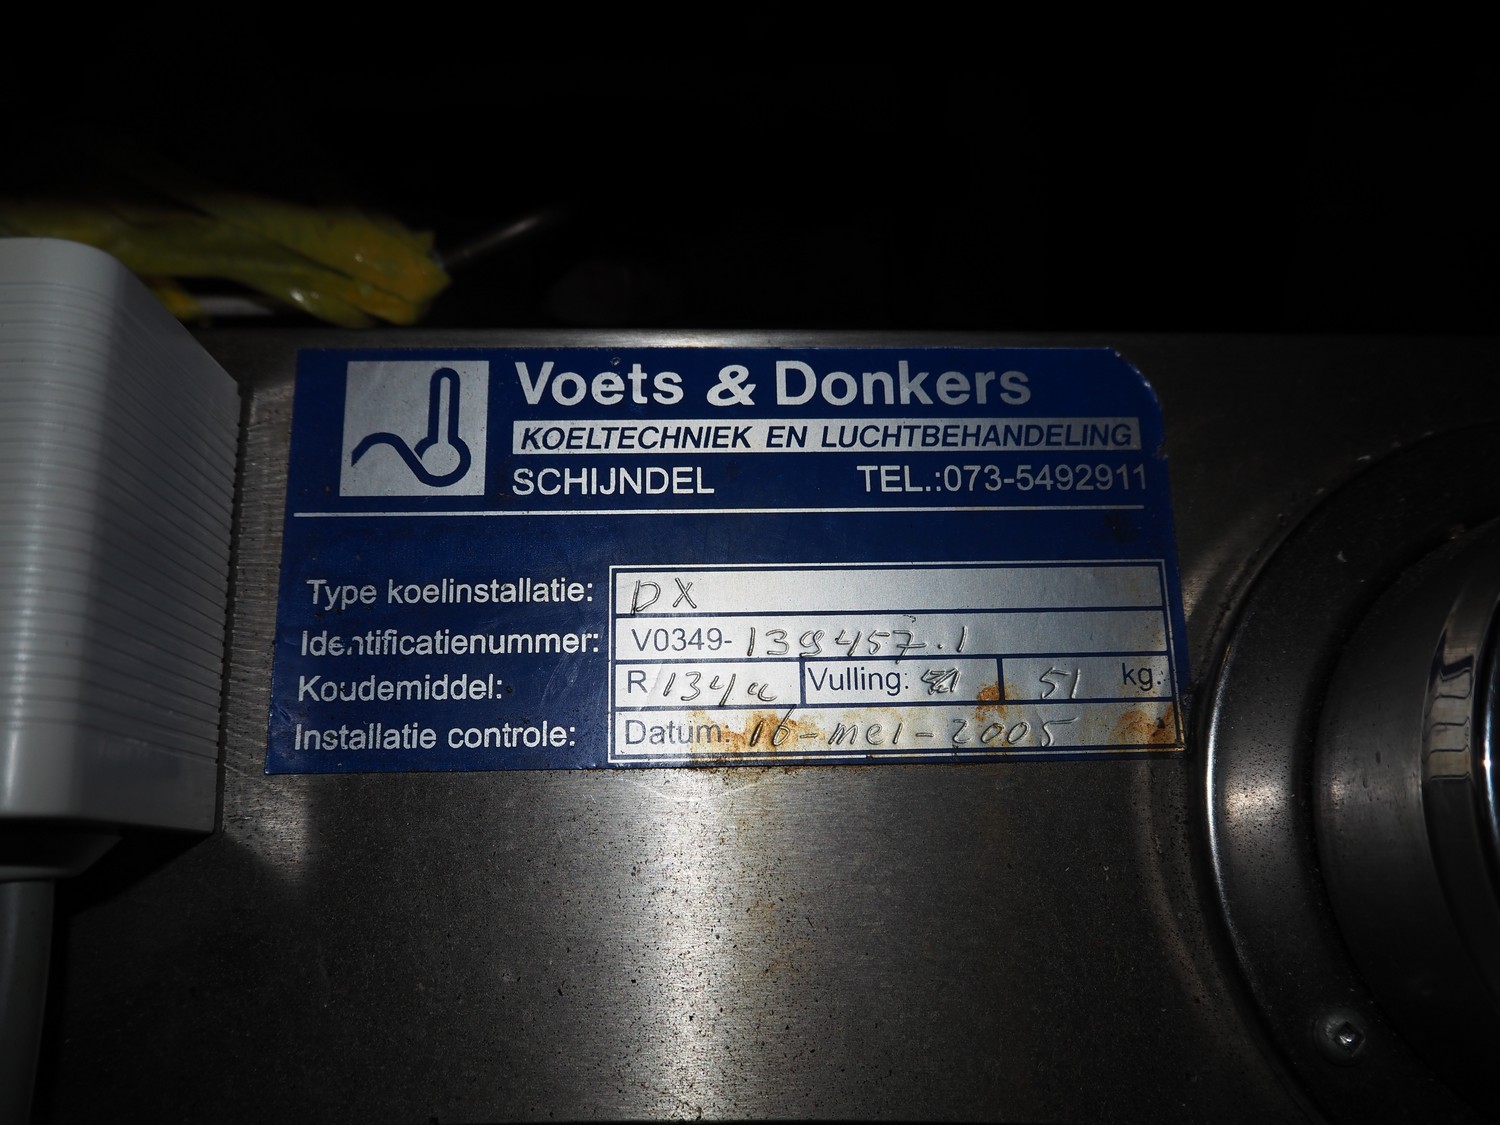 Voets & Donkers
KOELTECHNIEK EN LUCHTBEHANDELING
SCHIJNDEL TEL.:073-5492911
Type koelinstallatie: DX
Identificatienummer: V0349-139457.1
Koudemiddel: R 134a Vulling: 51 kg.
Installatie controle: Datum: 16-mei-2005